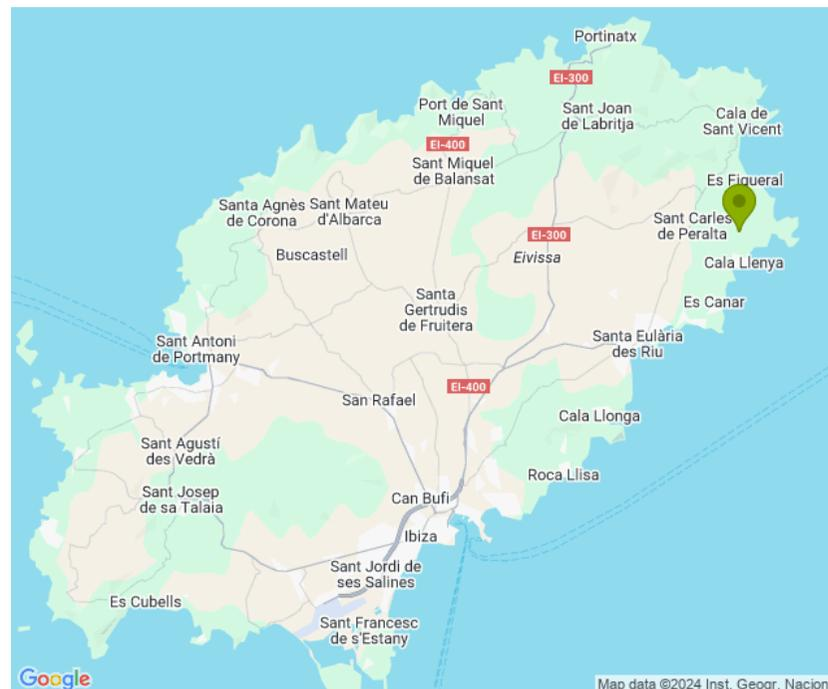 Portinatx
EI-300
Port de Sant
Miquel
Sant Joan
de Labritja
Cala de
Sant Vicent
EI-400
Sant Miquel
de Balansat
Es Figueral
Santa Agnès
de Corona
Sant Mateu
d'Albarca
Sant Carles
de Peralta
EI-300
Buscastell
Eivissa
Cala Llenya
Santa
Gertrudis
de Fruitera
Es Canar
Sant Antoni
de Portmany
Santa Eulària
des Riu
EI-400
San Rafael
Cala Llonga
Sant Agustí
des Vedrà
Roca Llisa
Sant Josep
de sa Talaia
Can Bufi
Ibiza
Sant Jordi de
ses Salines
Es Cubells
Sant Francesc
de s'Estany
Google
Map data ©2024 Inst. Geogr. Nacion